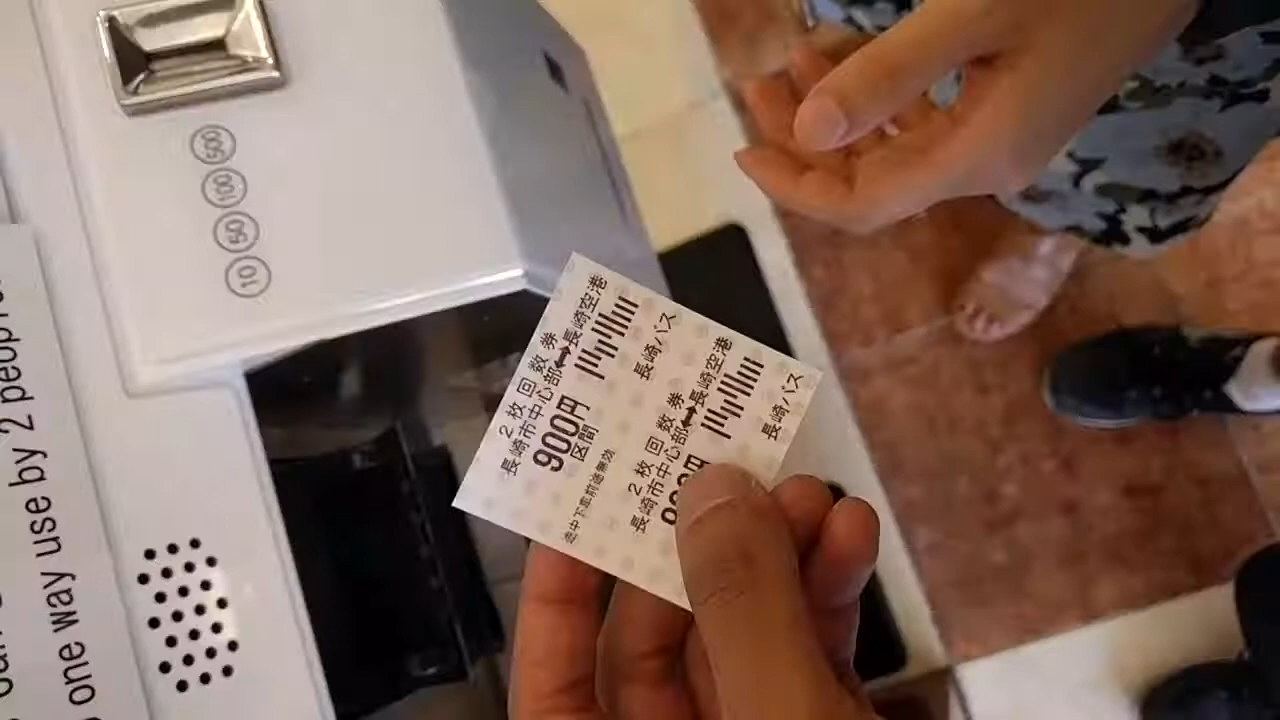 500
100
50
10
one way use by 2 people
2枚回数券
長崎市中心部↔長崎空港
900円
区間
途中下車前途無効
長崎バス
2枚回数券
長崎市中心部↔長崎空港
長崎バス